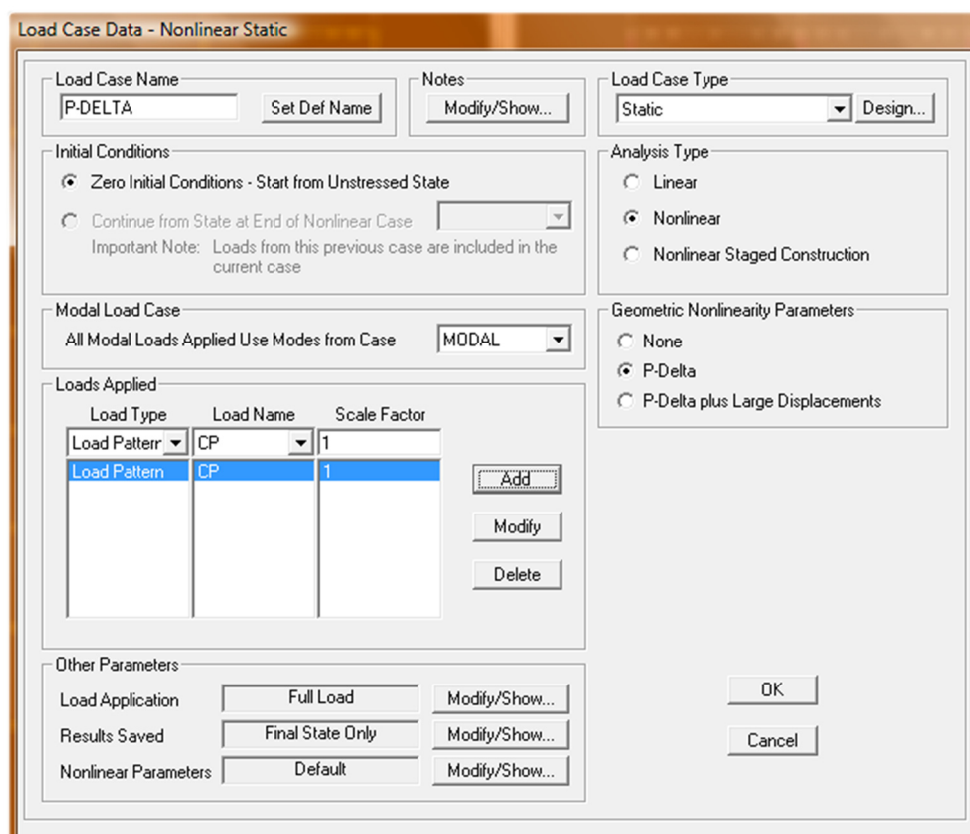 Load Case Data - Nonlinear Static
Load Case Name
P-DELTA
Set Def Name
Notes
Modify/Show...
Load Case Type
Static
Design...
Initial Conditions
Zero Initial Conditions - Start from Unstressed State
Continue from State at End of Nonlinear Case
Important Note: Loads from this previous case are included in the
current case
Analysis Type
Linear
Nonlinear
Nonlinear Staged Construction
Modal Load Case
All Modal Loads Applied Use Modes from Case
MODAL
Geometric Nonlinearity Parameters
None
P-Delta
P-Delta plus Large Displacements
Loads Applied
Load Type Load Name Scale Factor
Load Pattern CP 1
Load Pattern CP 1
Add
Modify
Delete
Other Parameters
Load Application Full Load Modify/Show...
Results Saved Final State Only Modify/Show...
Nonlinear Parameters Default Modify/Show...
OK
Cancel